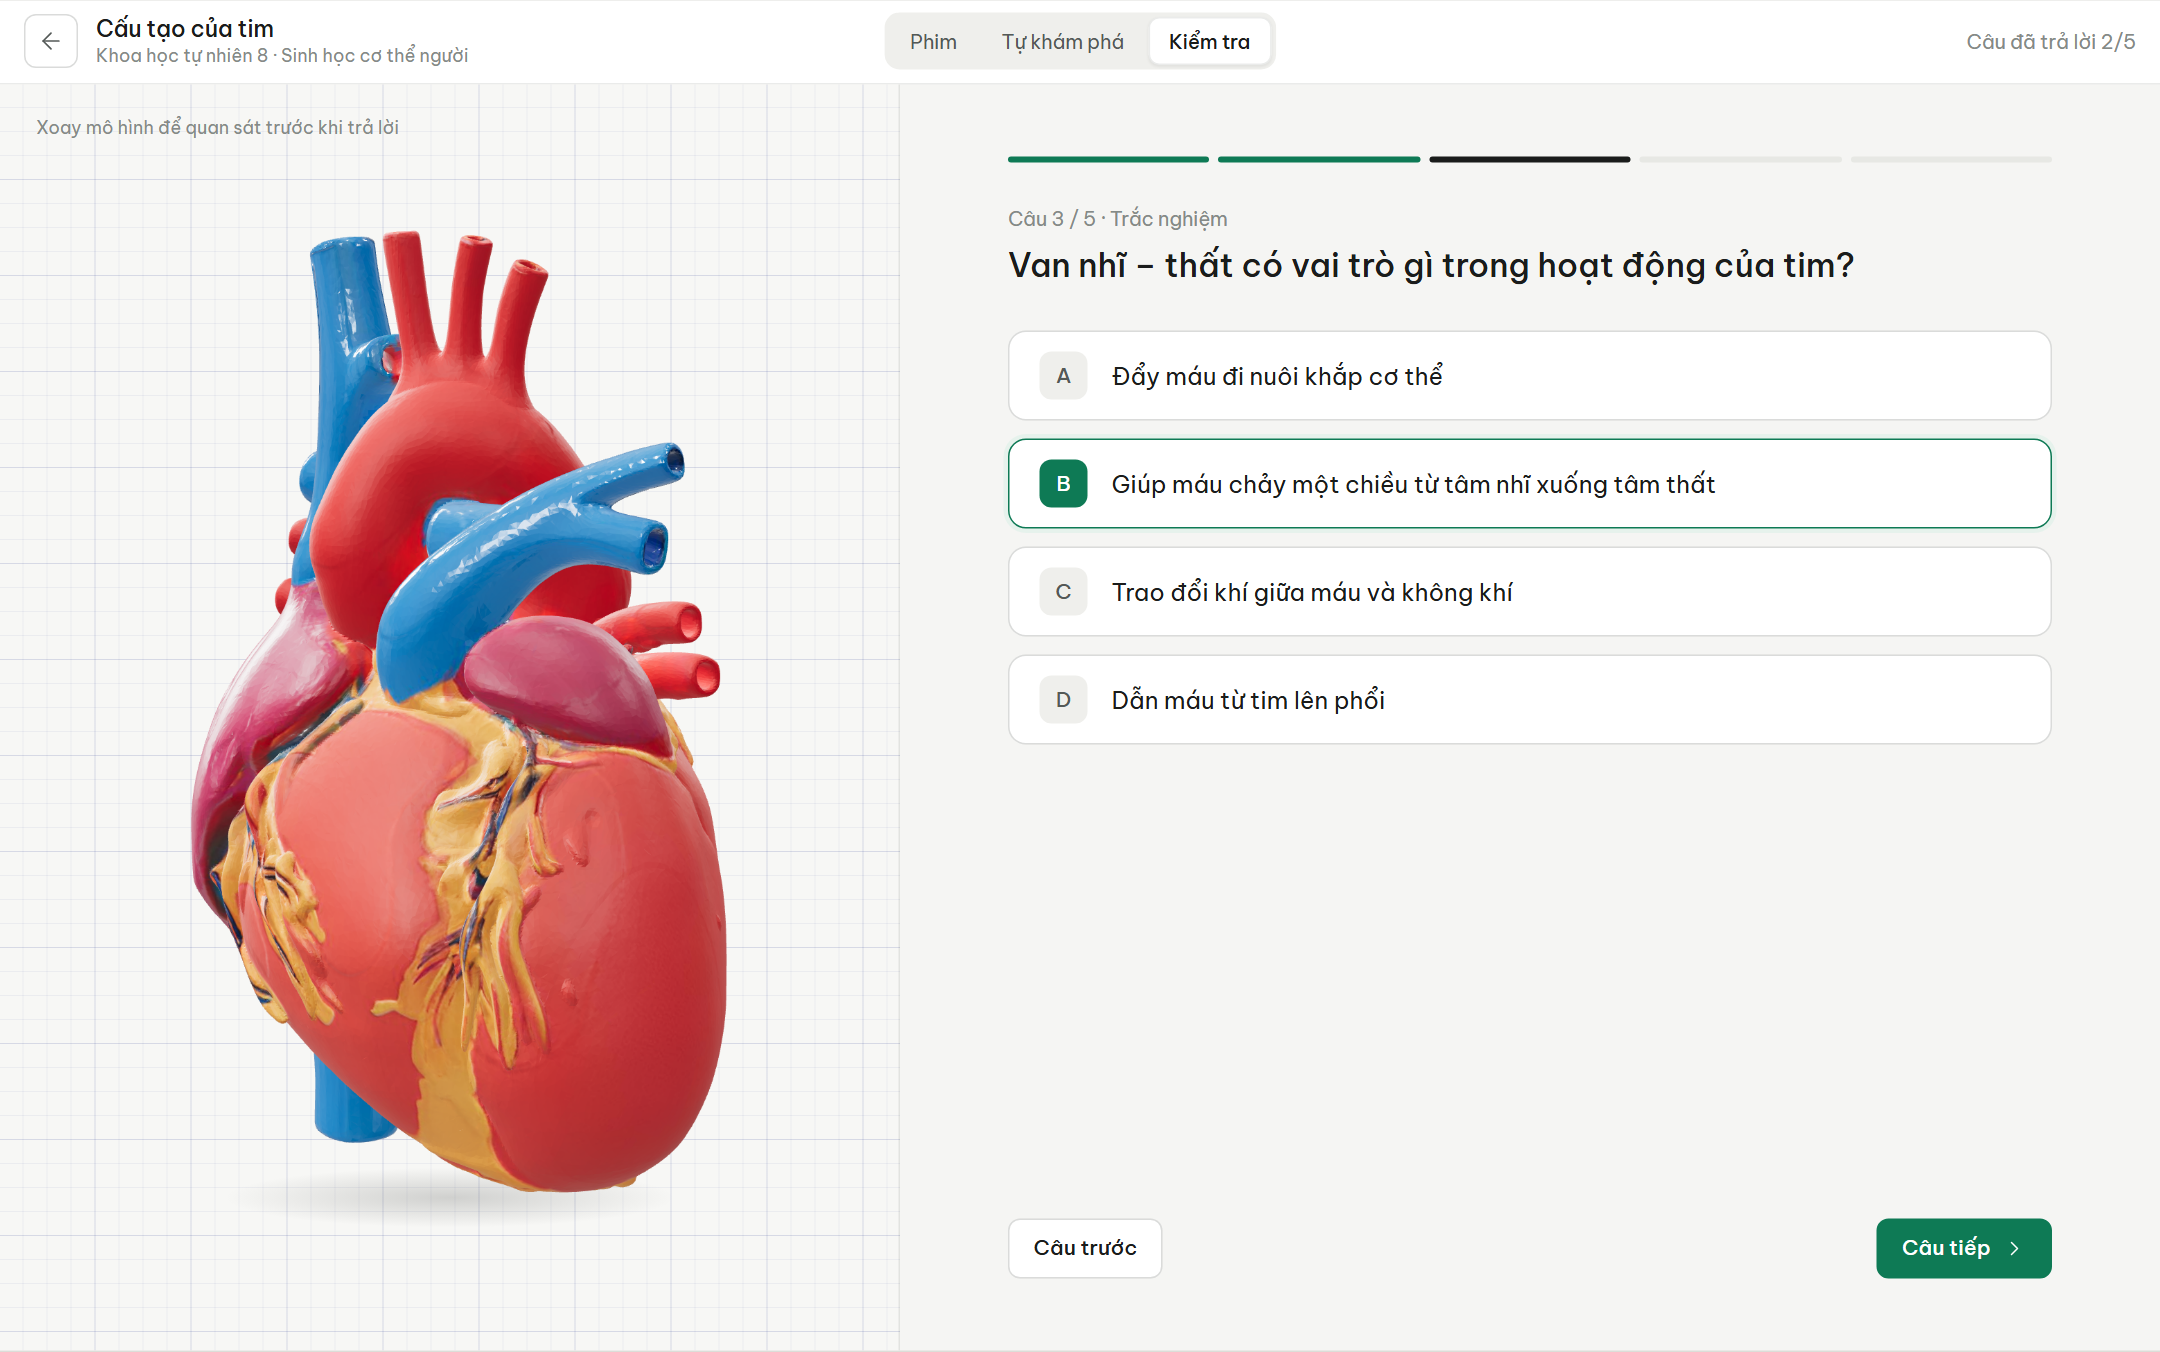 Cấu tạo của tim
Khoa học tự nhiên 8 · Sinh học cơ thể người
Phim
Tự khám phá
Kiểm tra
Câu đã trả lời 2/5
Xoay mô hình để quan sát trước khi trả lời
Câu 3 / 5 · Trắc nghiệm
Van nhĩ – thất có vai trò gì trong hoạt động của tim?
A Đẩy máu đi nuôi khắp cơ thể
B Giúp máu chảy một chiều từ tâm nhĩ xuống tâm thất
C Trao đổi khí giữa máu và không khí
D Dẫn máu từ tim lên phổi
Câu trước
Câu tiếp